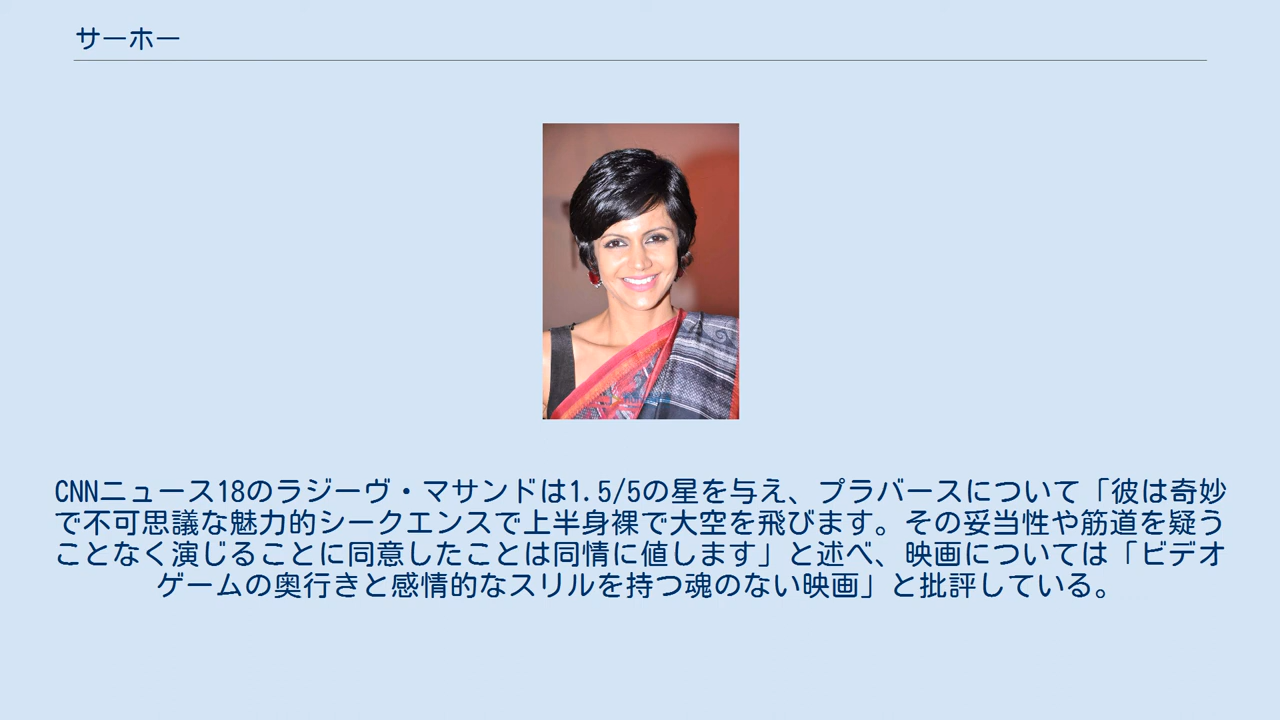 サーホー
CNNニュース18のラジーヴ・マサンドは1.5/5の星を与え、プラバースについて「彼は奇妙
で不可思議な魅力的シークエンスで上半身裸で大空を飛びます。その妥当性や筋道を疑う
ことなく演じることに同意したことは同情に値します」と述べ、映画については「ビデオ
ゲームの奥行きと感情的なスリルを持つ魂のない映画」と批評している。